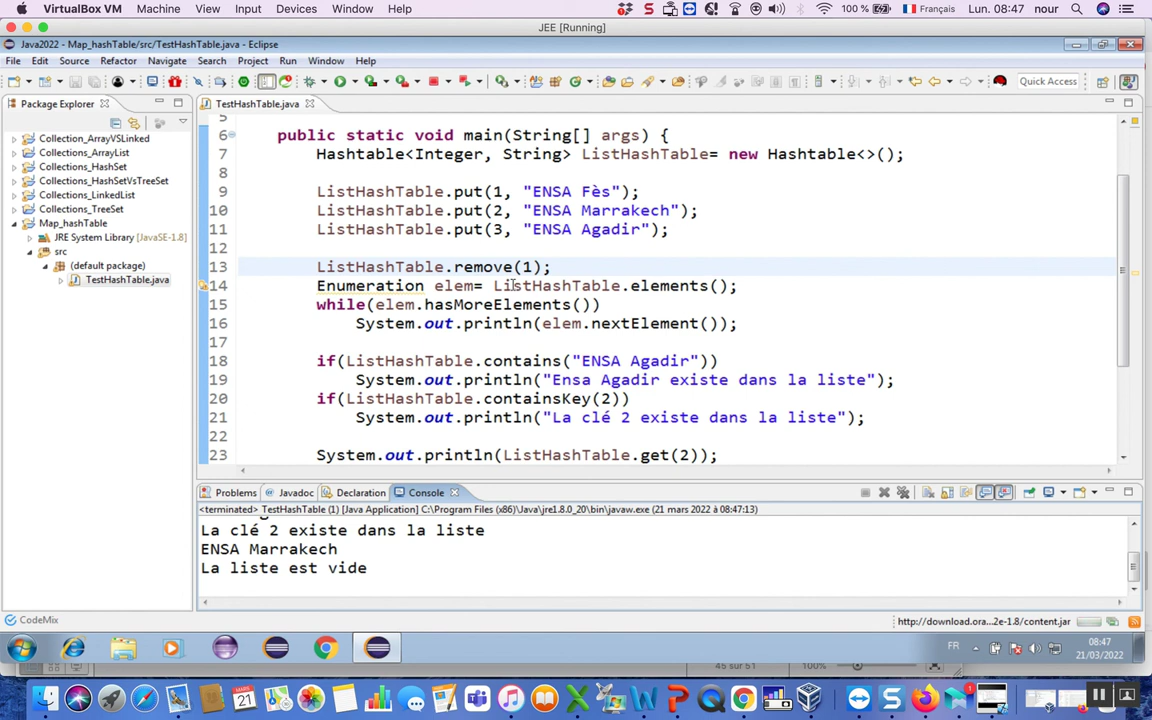 VirtualBox VM Machine View Input Devices Window Help 100 % Français Lun. 08:47 nour
JEE [Running]
Java2022 - Map_hashTable/src/TestHashTable.java - Eclipse
File Edit Source Refactor Navigate Search Project Run Window Help
Quick Access
Package Explorer
TestHashTable.java
Collections_ArrayVSLinked
Collections_ArrayList
Collections_HashSet
Collections_HashSetVsTreeSet
Collections_LinkedList
Collections_TreeSet
Map_hashTable
JRE System Library [JavaSE-1.8]
src
(default package)
TestHashTable.java
5
6 public static void main(String[] args) {
7 Hashtable<Integer, String> ListHashTable= new Hashtable<>();
8
9 ListHashTable.put(1, "ENSA Fès");
10 ListHashTable.put(2, "ENSA Marrakech");
11 ListHashTable.put(3, "ENSA Agadir");
12
13 ListHashTable.remove(1);
14 Enumeration elem= ListHashTable.elements();
15 while(elem.hasMoreElements())
16 System.out.println(elem.nextElement());
17
18 if(ListHashTable.contains("ENSA Agadir"))
19 System.out.println("Ensa Agadir existe dans la liste");
20 if(ListHashTable.containsKey(2))
21 System.out.println("La clé 2 existe dans la liste");
22
23 System.out.println(ListHashTable.get(2));
Problems Javadoc Declaration Console
<terminated> TestHashTable (1) [Java Application] C:\Program Files (x86)\Java\jre1.8.0_20\bin\javaw.exe (21 mars 2022 à 08:47:13)
La clé 2 existe dans la liste
ENSA Marrakech
La liste est vide
CodeMix
http://download.ora...2e-1.8/content.jar
FR
08:47
21/03/2022
45 sur 51
100%